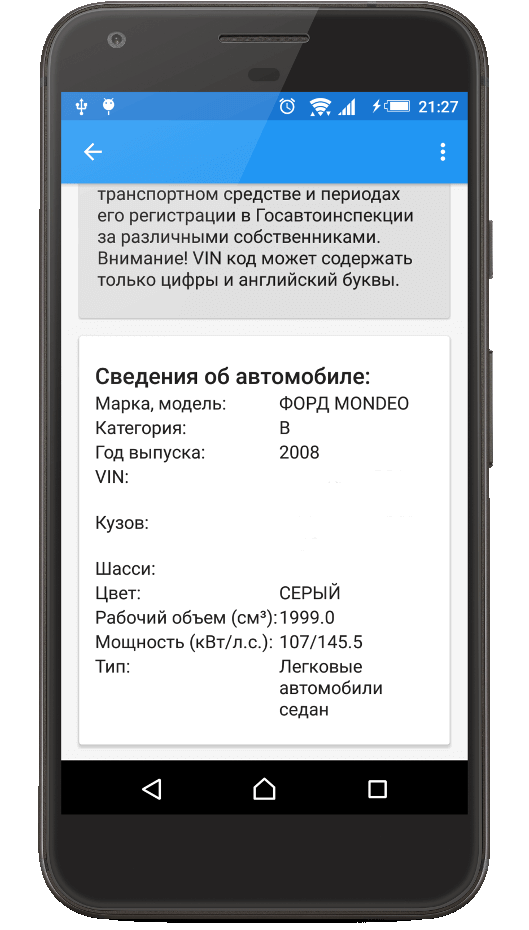 21:27
транспортном средстве и периодах
его регистрации в Госавтоинспекции
за различными собственниками.
Внимание! VIN код может содержать
только цифры и английский буквы.
Сведения об автомобиле:
Марка, модель: ФОРД MONDEO
Категория: B
Год выпуска: 2008
VIN:
Кузов:
Шасси:
Цвет: СЕРЫЙ
Рабочий объем (см³): 1999.0
Мощность (кВт/л.с.): 107/145.5
Тип: Легковые
автомобили
седан